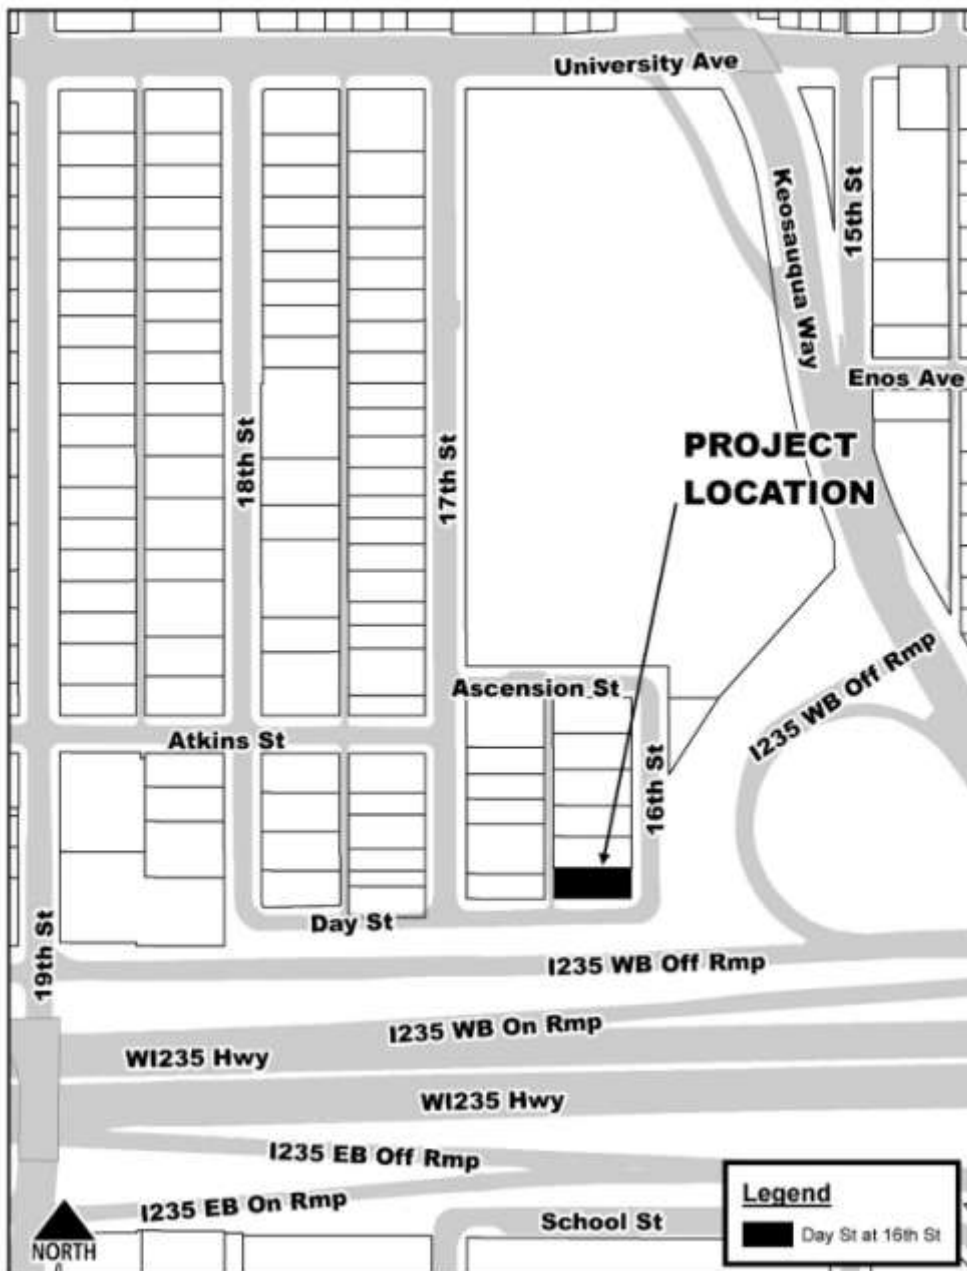 University Ave
Keosauqua Way
15th St
Enos Ave
18th St
17th St
PROJECT
LOCATION
Ascension St
I235 WB Off Rmp
Atkins St
16th St
Day St
19th St
I235 WB Off Rmp
I235 WB On Rmp
WI235 Hwy
WI235 Hwy
I235 EB Off Rmp
I235 EB On Rmp
School St
NORTH
Legend
Day St at 16th St